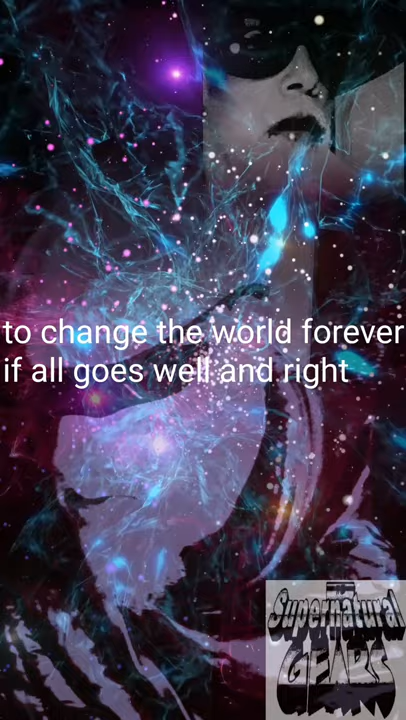 to change the world forever
if all goes well and right
Supernatural
GEARS